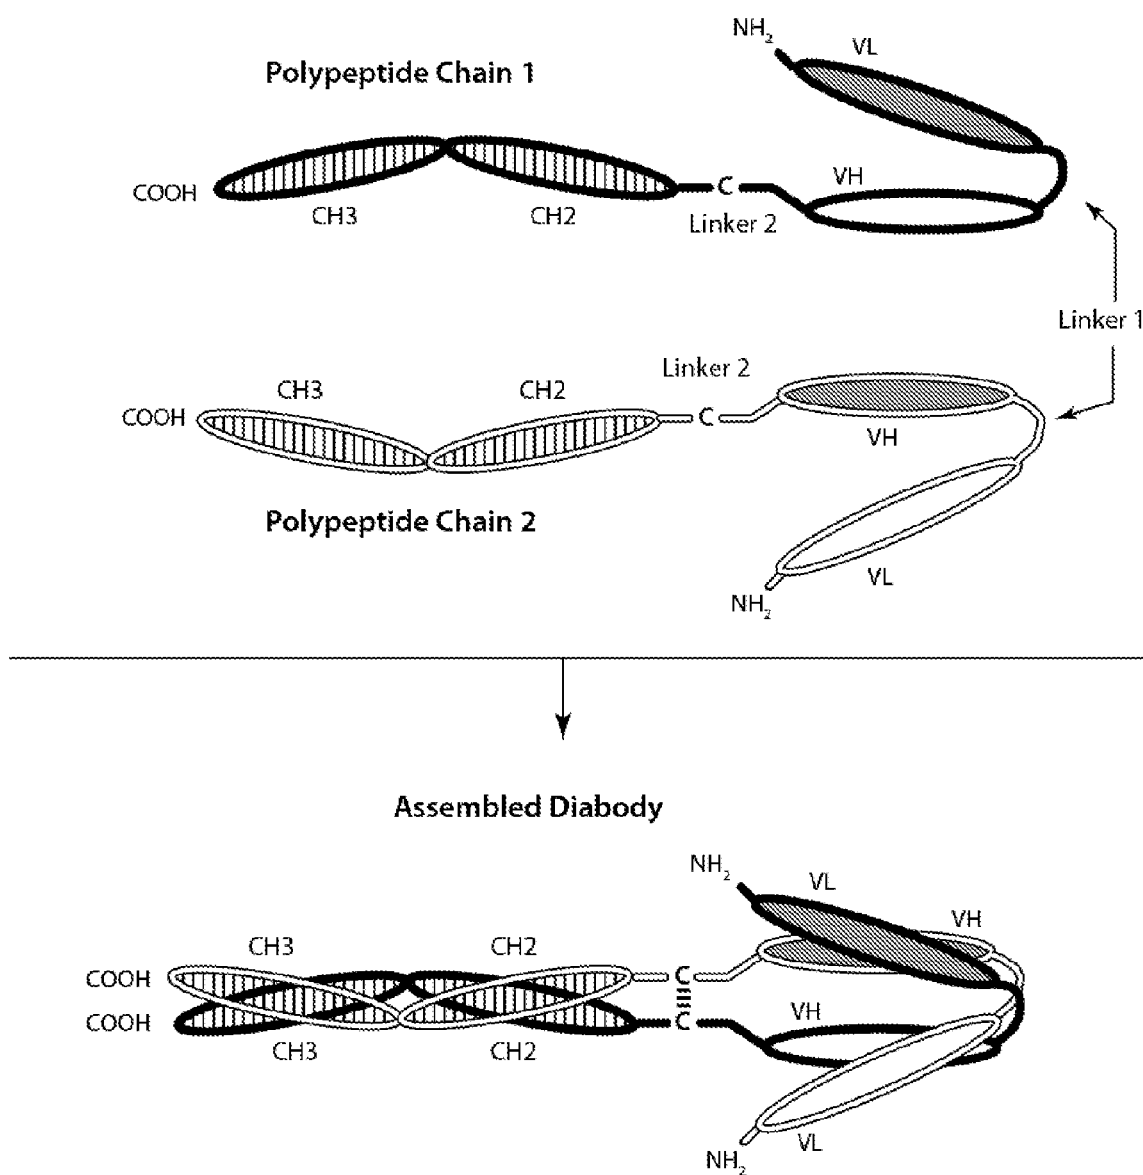 NH₂
VL
Polypeptide Chain 1
COOH
CH3
CH2
C
Linker 2
VH
Linker 1
Linker 2
CH3
CH2
COOH
C
VH
Polypeptide Chain 2
VL
NH₂
Assembled Diabody
NH₂
VL
VH
CH3
CH2
COOH
C
COOH
C
VH
CH3
CH2
VL
NH₂